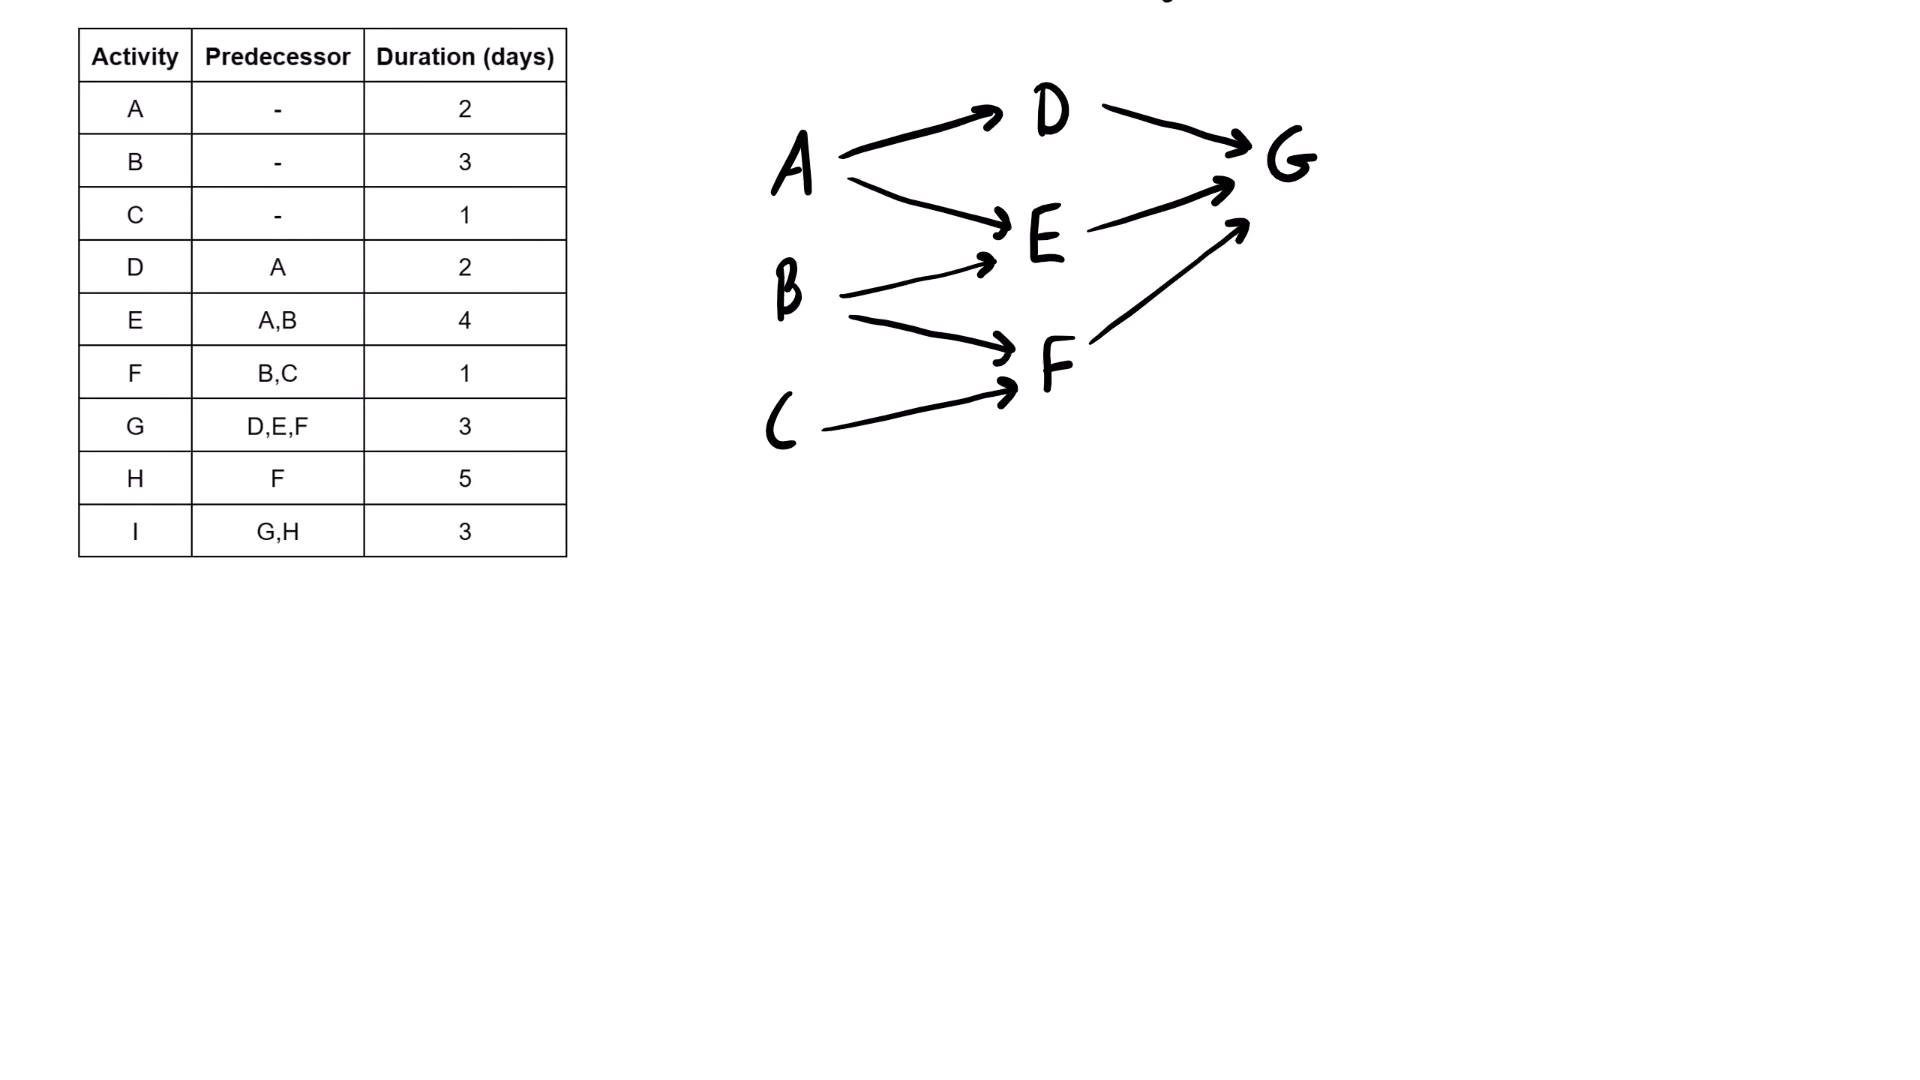 Activity Predecessor Duration (days)
A - 2
B - 3
C - 1
D A 2
E A,B 4
F B,C 1
G D,E,F 3
H F 5
I G,H 3
D
A
G
E
B
F
C